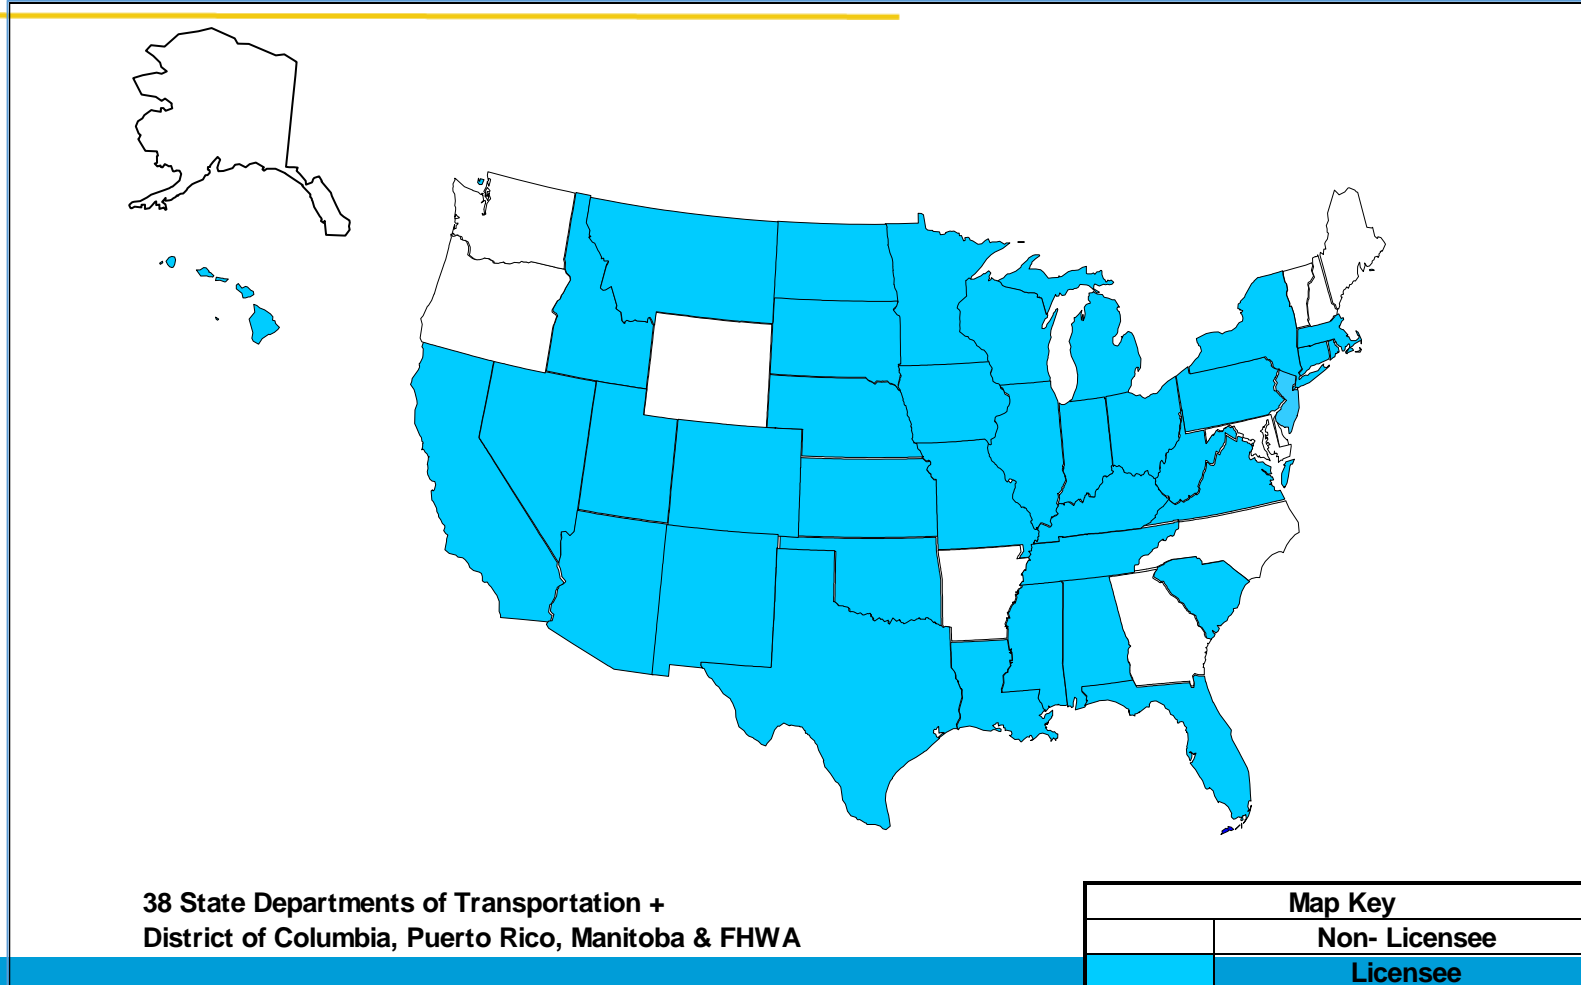 38 State Departments of Transportation +
District of Columbia, Puerto Rico, Manitoba & FHWA
Map Key
Non- Licensee
Licensee